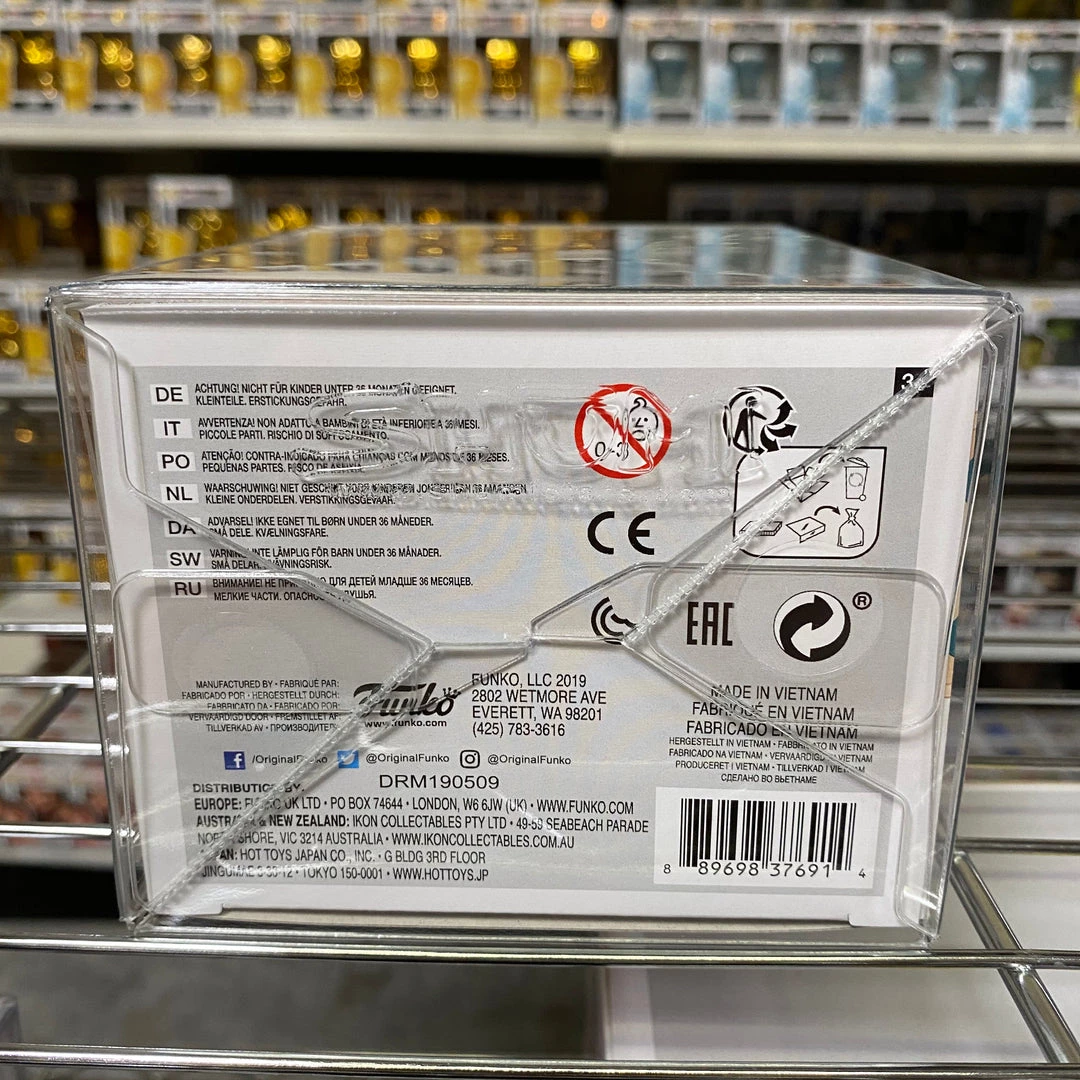 DE ACHTUNG! NICHT FÜR KINDER UNTER 36 MONATEN GEEIGNET.
KLEINTEILE. ERSTICKUNGSGEFAHR.
IT AVVERTENZA! NON ADATTO A BAMBINI DI ETÀ INFERIORE A 36 MESI.
PICCOLE PARTI. RISCHIO DI SOFFOCAMENTO.
PO ATENÇÃO! CONTRA-INDICADO PARA CRIANÇAS COM MENOS DE 36 MESES.
PEQUENAS PARTES. RISCO DE ASFIXIA.
NL WAARSCHUWING! NIET GESCHIKT VOOR KINDEREN JONGER DAN 36 MAANDEN.
KLEINE ONDERDELEN. VERSTIKKINGSGEVAAR.
DA ADVARSEL! IKKE EGNET TIL BØRN UNDER 36 MÅNEDER.
SMÅ DELE. KVÆLNINGSFARE.
SW VARNING! INTE LÄMPLIG FÖR BARN UNDER 36 MÅNADER.
SMÅ DELAR. KVÄVNINGSRISK.
RU ВНИМАНИЕ! НЕ ДЛЯ ДЕТЕЙ МЛАДШЕ 36 МЕСЯЦЕВ.
МЕЛКИЕ ЧАСТИ. ОПАСНОСТЬ УДУШЬЯ.
0-3
CE
EAC
®
MANUFACTURED BY • FABRIQUÉ PAR:
FABRICADO POR • HERGESTELLT DURCH:
FABBRICATO DA • FABRICADO POR:
VERVAARDIGD DOOR • FREMSTILLET AF:
TILLVERKAD AV • ПРОИЗВОДИТЕЛЬ:
Funko
www.funko.com
FUNKO, LLC 2019
2802 WETMORE AVE
EVERETT, WA 98201
(425) 783-3616
MADE IN VIETNAM
FABRIQUÉ EN VIETNAM
FABRICADO EN VIETNAM
HERGESTELLT IN VIETNAM • FABBRICATO IN VIETNAM
FABRICADO NA VIETNAM • VERVAARDIGD EN VIETNAM
PRODUCERET I VIETNAM • TILLVERKAD I VIETNAM
СДЕЛАНО ВО ВЬЕТНАМЕ
/OriginalFunko @OriginalFunko @OriginalFunko
DRM190509
DISTRIBUTION BY:
EUROPE: FUNKO UK LTD • PO BOX 74644 • LONDON, W6 6JW (UK) • WWW.FUNKO.COM
AUSTRALIA & NEW ZEALAND: IKON COLLECTABLES PTY LTD • 49-59 SEABEACH PARADE
NORTH SHORE, VIC 3214 AUSTRALIA • WWW.IKONCOLLECTABLES.COM.AU
JAPAN: HOT TOYS JAPAN CO., INC. • G BLDG 3RD FLOOR
JINGUMAE 6-30-12 • TOKYO 150-0001 • WWW.HOTTOYS.JP
8 89698 37691 4